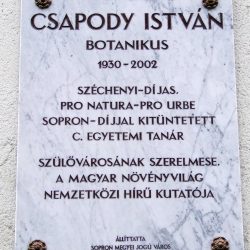 CSAPODY ISTVÁN
BOTANIKUS
1930-2002
SZÉCHENYI-DÍJAS.
PRO NATURA-PRO URBE
SOPRON-DÍJJAL KITÜNTETETT
C. EGYETEMI TANÁR
SZÜLŐVÁROSÁNAK SZERELMESE.
A MAGYAR NÖVÉNYVILÁG
NEMZETKÖZI HÍRŰ KUTATÓJA
ÁLLÍTTATTA
SOPRON MEGYEI JOGÚ VÁROS